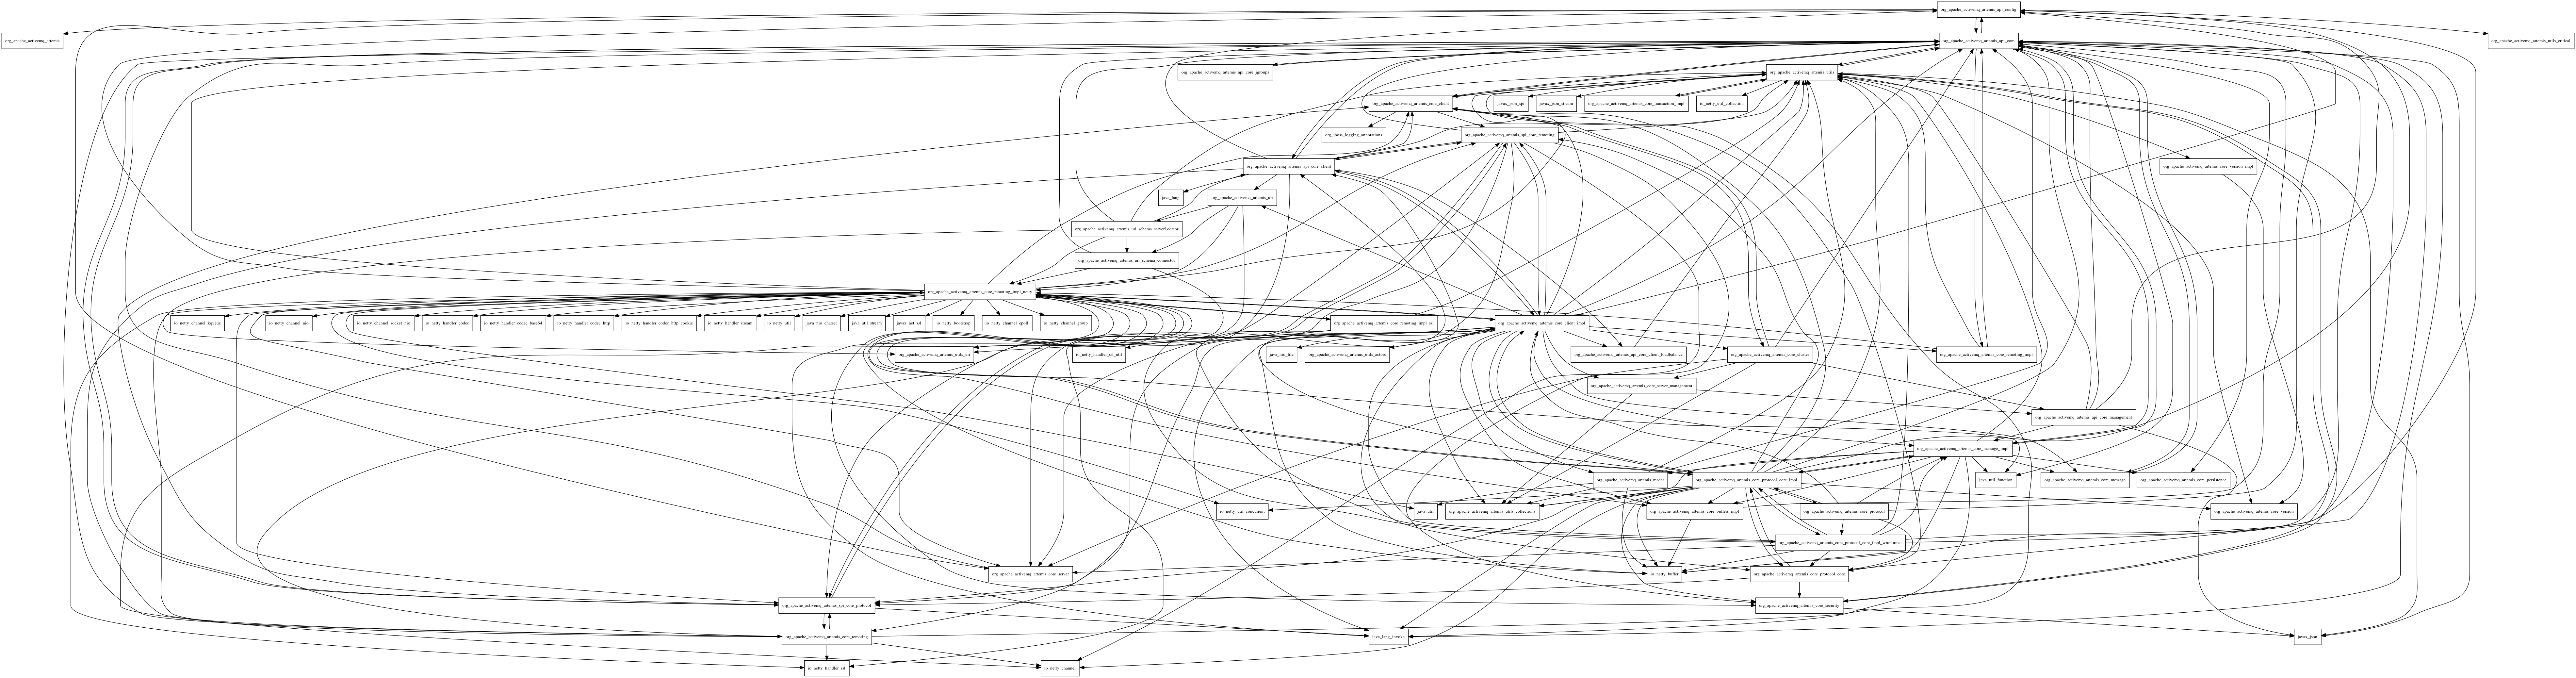 org_apache_activemq_artemis_api_config
org_apache_activemq_artemis
org_apache_activemq_artemis_api_core
org_apache_activemq_artemis_utils_critical
org_apache_activemq_artemis_api_core_jgroups
org_apache_activemq_artemis_utils
org_apache_activemq_artemis_core_client
javax_json_spi
javax_json_stream
org_apache_activemq_artemis_core_transaction_impl
io_netty_util_collection
org_jboss_logging_annotations
org_apache_activemq_artemis_spi_core_remoting
org_apache_activemq_artemis_api_core_client
org_apache_activemq_artemis_core_version_impl
java_lang
org_apache_activemq_artemis_uri
org_apache_activemq_artemis_uri_schema_serverLocator
org_apache_activemq_artemis_uri_schema_connector
org_apache_activemq_artemis_core_remoting_impl_netty
io_netty_channel_kqueue
io_netty_channel_nio
io_netty_channel_socket_nio
io_netty_handler_codec
io_netty_handler_codec_base64
io_netty_handler_codec_http
io_netty_handler_codec_http_cookie
io_netty_handler_stream
io_netty_util
java_nio_channel
java_util_stream
javax_net_ssl
io_netty_bootstrap
io_netty_channel_epoll
io_netty_channel_group
org_apache_activemq_artemis_core_remoting_impl_ssl
org_apache_activemq_artemis_core_client_impl
org_apache_activemq_artemis_utils_uri
io_netty_handler_ssl_util
java_nio_file
org_apache_activemq_artemis_utils_actors
org_apache_activemq_artemis_api_core_client_loadbalance
org_apache_activemq_artemis_core_cluster
org_apache_activemq_artemis_core_remoting_impl
org_apache_activemq_artemis_core_server_management
org_apache_activemq_artemis_api_core_management
org_apache_activemq_artemis_core_message_impl
org_apache_activemq_artemis_reader
org_apache_activemq_artemis_core_protocol_core_impl
java_util_function
org_apache_activemq_artemis_core_message
org_apache_activemq_artemis_core_persistence
io_netty_util_concurrent
java_util
org_apache_activemq_artemis_utils_collections
org_apache_activemq_artemis_core_buffers_impl
org_apache_activemq_artemis_core_protocol
org_apache_activemq_artemis_core_version
org_apache_activemq_artemis_core_protocol_core_impl_wireformat
org_apache_activemq_artemis_core_server
io_netty_buffer
org_apache_activemq_artemis_core_protocol_core
org_apache_activemq_artemis_spi_core_protocol
org_apache_activemq_artemis_core_security
org_apache_activemq_artemis_core_remoting
java_lang_invoke
javax_json
io_netty_handler_ssl
io_netty_channel